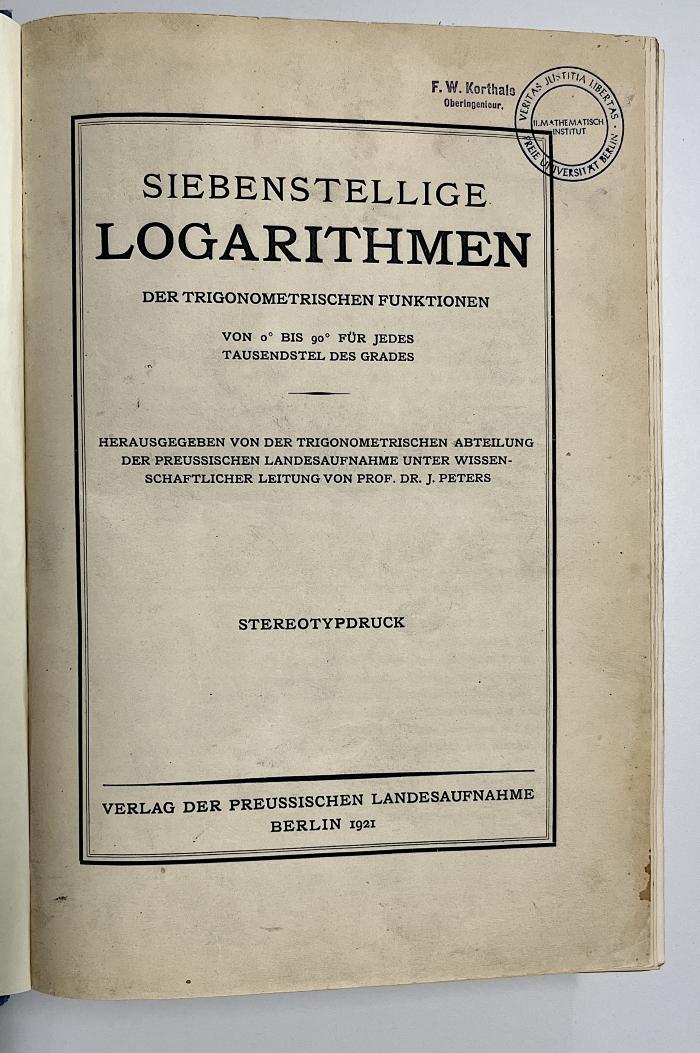 F. W. Korthals
Oberingenieur.
VERITAS JUSTITIA LIBERTAS
FREIE UNIVERSITÄT BERLIN
II. MATHEMATISCH
INSTITUT
SIEBENSTELLIGE
LOGARITHMEN
DER TRIGONOMETRISCHEN FUNKTIONEN
VON 0° BIS 90° FÜR JEDES
TAUSENDSTEL DES GRADES
HERAUSGEGEBEN VON DER TRIGONOMETRISCHEN ABTEILUNG
DER PREUSSISCHEN LANDESAUFNAHME UNTER WISSEN-
SCHAFTLICHER LEITUNG VON PROF. DR. J. PETERS
STEREOTYPDRUCK
VERLAG DER PREUSSISCHEN LANDESAUFNAHME
BERLIN 1921